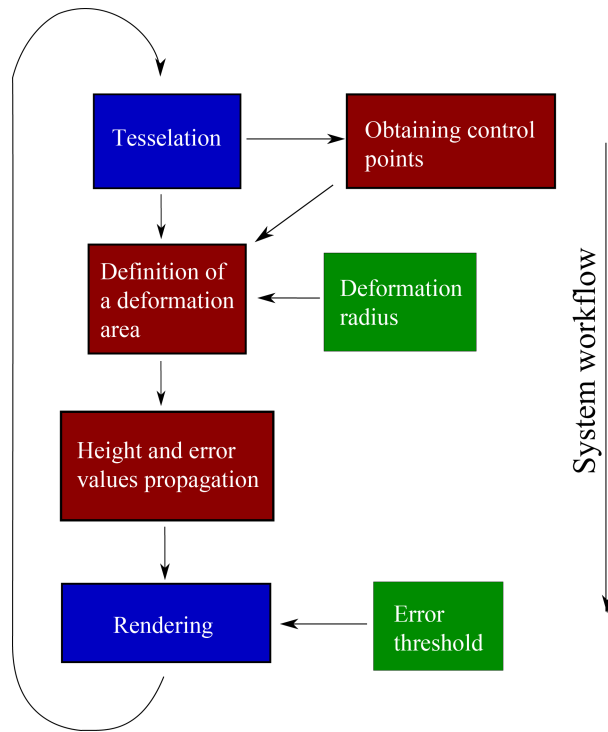 Tesselation
Obtaining control
points
Definition of
a deformation
area
Deformation
radius
Height and error
values propagation
Rendering
Error
threshold
System workflow